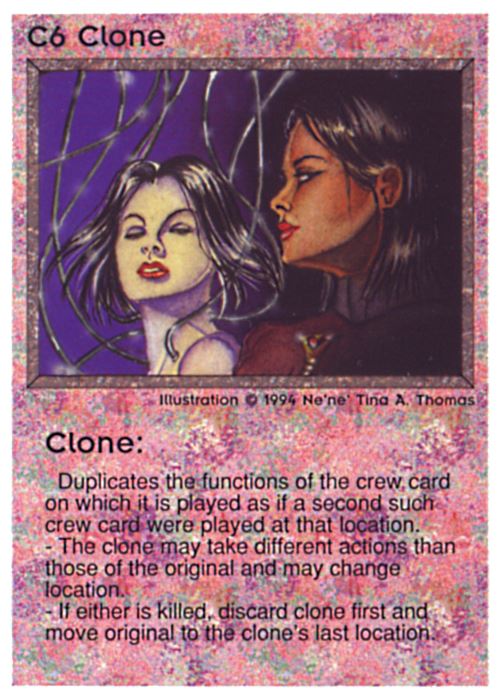 C6 Clone
Illustration © 1994 Ne'ne' Tina A. Thomas
Clone:
Duplicates the functions of the crew card
on which it is played as if a second such
crew card were played at that location.
- The clone may take different actions than
those of the original and may change
location.
- If either is killed, discard clone first and
move original to the clone's last location.